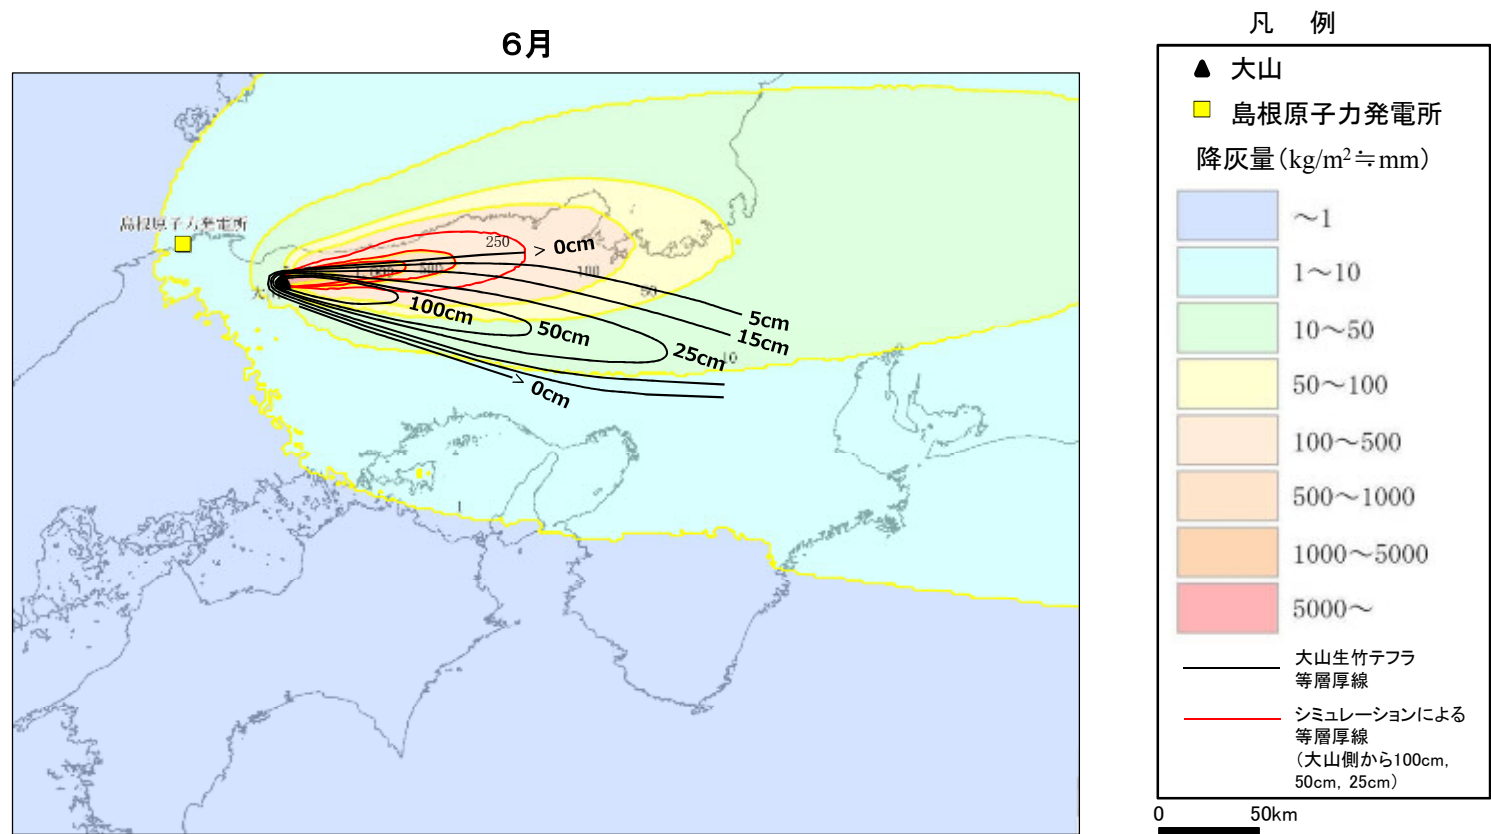 6月
凡 例
大山
島根原子力発電所
降灰量(kg/m²≒mm)
~1
1~10
10~50
50~100
100~500
500~1000
1000~5000
5000~
大山生竹テフラ
等層厚線
シミュレーションによる
等層厚線
(大山側から100cm,
50cm, 25cm)
0 50km
島根原子力発電所
250
> 0cm
100
500
50
大山
100cm
50cm
25cm
5cm
15cm
10
> 0cm
1